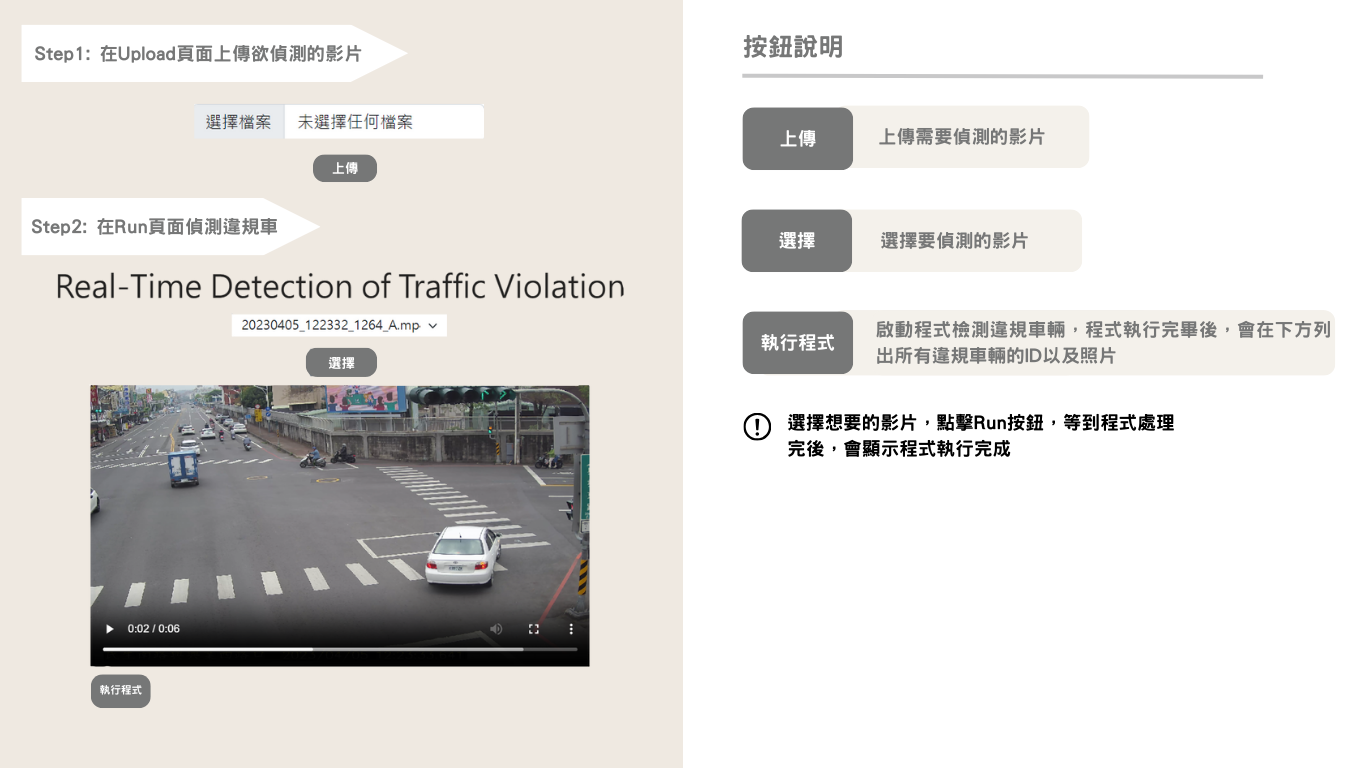 Step1: 在Upload頁面上傳欲偵測的影片
選擇檔案 未選擇任何檔案
上傳
Step2: 在Run頁面偵測違規車
Real-Time Detection of Traffic Violation
20230405_122332_1264_A.mp
選擇
0:02 / 0:06
執行程式
按鈕說明
上傳 上傳需要偵測的影片
選擇 選擇要偵測的影片
執行程式 啟動程式檢測違規車輛，程式執行完畢後，會在下方列
出所有違規車輛的ID以及照片
選擇想要的影片，點擊Run按鈕，等到程式處理
完後，會顯示程式執行完成